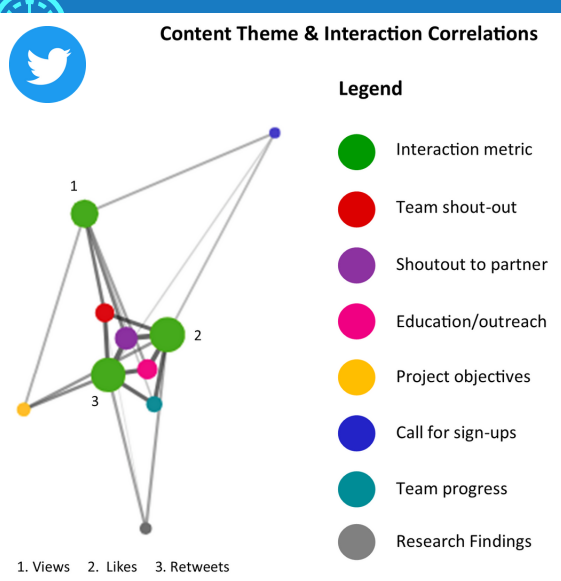 Content Theme & Interaction Correlations
Legend
Interaction metric
Team shout-out
Shoutout to partner
Education/outreach
Project objectives
Call for sign-ups
Team progress
Research Findings
1
2
3
1. Views 2. Likes 3. Retweets